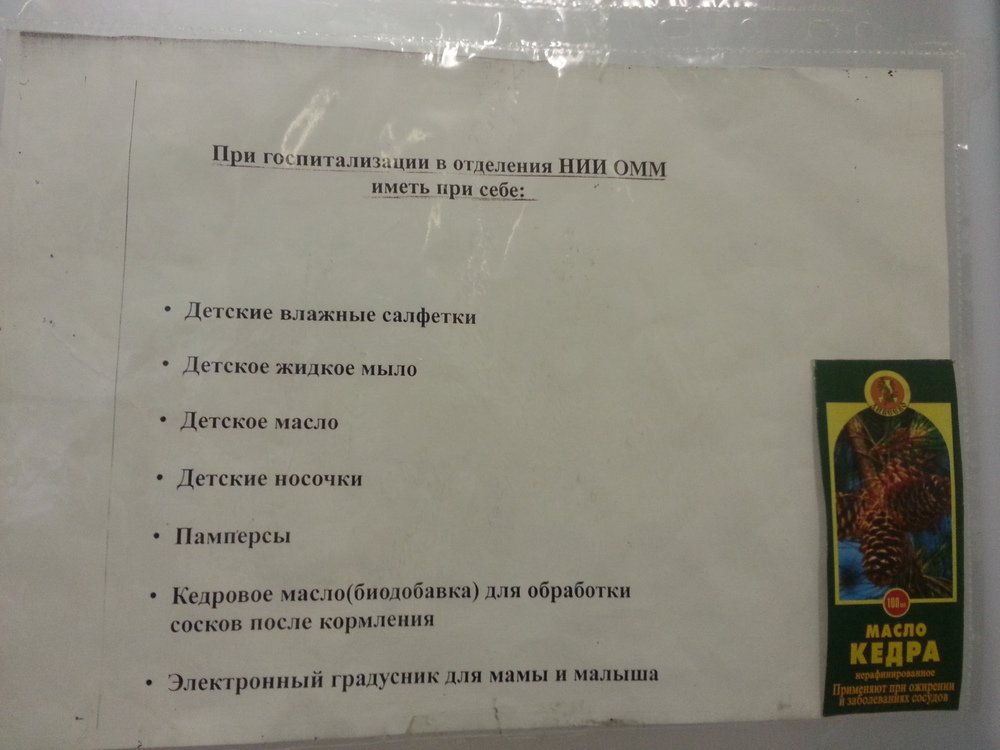 При госпитализации в отделения НИИ ОММ
иметь при себе:
• Детские влажные салфетки
• Детское жидкое мыло
• Детское масло
• Детские носочки
• Памперсы
• Кедровое масло(биодобавка) для обработки
сосков после кормления
• Электронный градусник для мамы и малыша
100 мл
МАСЛО
КЕДРА
нерафинированное
Применяют при ожирении
и заболеваниях сосудов